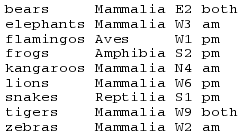 bears Mammalia E2 both
elephants Mammalia W3 am
flamingos Aves W1 pm
frogs Amphibia S2 pm
kangaroos Mammalia N4 am
lions Mammalia W6 pm
snakes Reptilia S1 pm
tigers Mammalia W9 both
zebras Mammalia W2 am